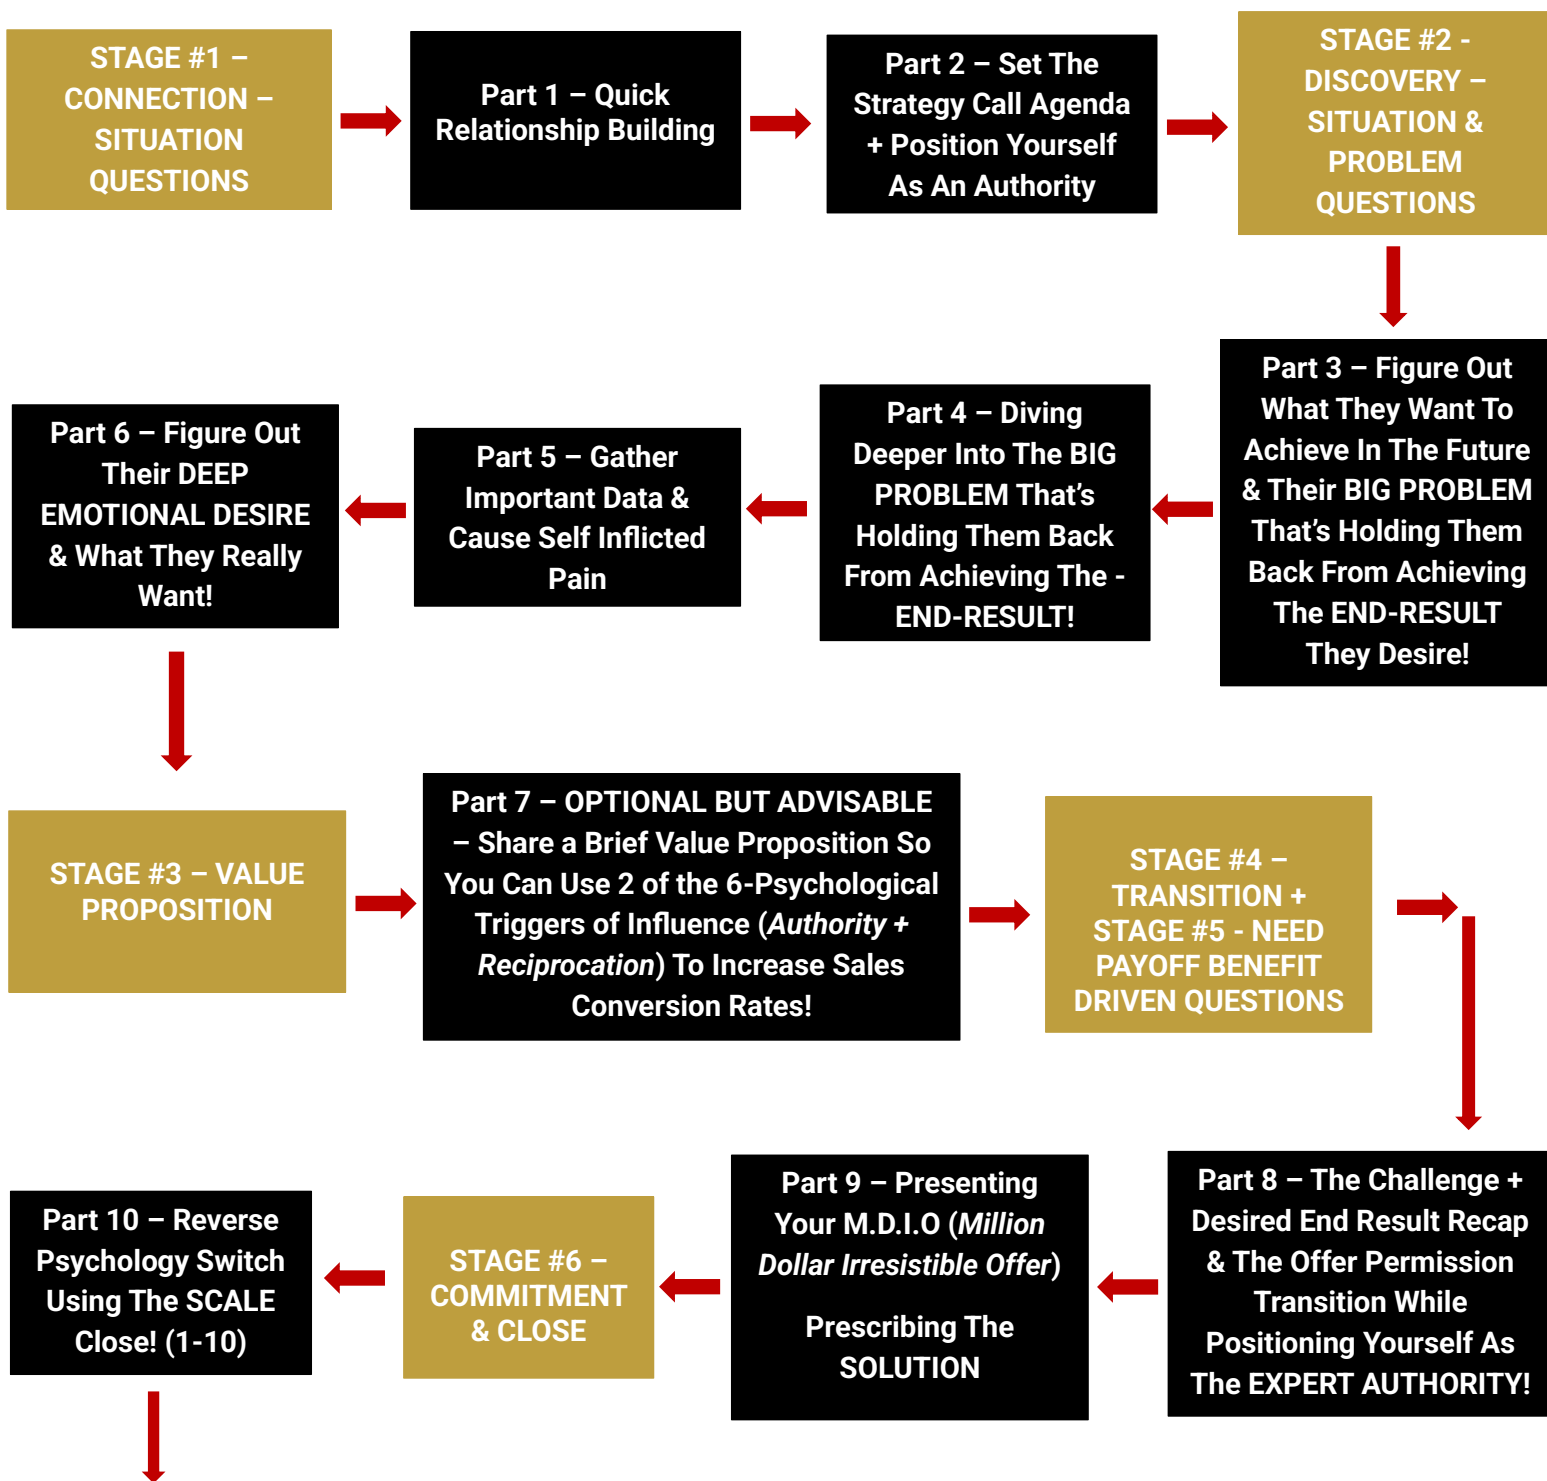 STAGE #1 –
CONNECTION –
SITUATION
QUESTIONS
Part 1 – Quick
Relationship Building
Part 2 – Set The
Strategy Call Agenda
+ Position Yourself
As An Authority
STAGE #2 -
DISCOVERY –
SITUATION &
PROBLEM
QUESTIONS
Part 3 – Figure Out
What They Want To
Achieve In The Future
& Their BIG PROBLEM
That’s Holding Them
Back From Achieving
The END-RESULT
They Desire!
Part 4 – Diving
Deeper Into The BIG
PROBLEM That’s
Holding Them Back
From Achieving The -
END-RESULT!
Part 5 – Gather
Important Data &
Cause Self Inflicted
Pain
Part 6 – Figure Out
Their DEEP
EMOTIONAL DESIRE
& What They Really
Want!
STAGE #3 – VALUE
PROPOSITION
Part 7 – OPTIONAL BUT ADVISABLE
– Share a Brief Value Proposition So
You Can Use 2 of the 6-Psychological
Triggers of Influence (Authority +
Reciprocation) To Increase Sales
Conversion Rates!
STAGE #4 –
TRANSITION +
STAGE #5 - NEED
PAYOFF BENEFIT
DRIVEN QUESTIONS
Part 8 – The Challenge +
Desired End Result Recap
& The Offer Permission
Transition While
Positioning Yourself As
The EXPERT AUTHORITY!
Part 9 – Presenting
Your M.D.I.O (Million
Dollar Irresistible Offer)
Prescribing The
SOLUTION
STAGE #6 –
COMMITMENT
& CLOSE
Part 10 – Reverse
Psychology Switch
Using The SCALE
Close! (1-10)